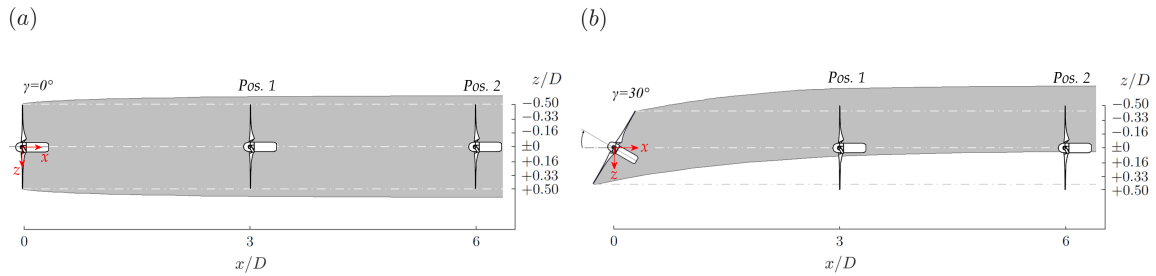 (a)
γ=0°
Pos. 1
Pos. 2
z/D
−0.50
−0.33
−0.16
±0
+0.16
+0.33
+0.50
x
z
0
3
6
x/D
(b)
γ=30°
Pos. 1
Pos. 2
z/D
−0.50
−0.33
−0.16
±0
+0.16
+0.33
+0.50
x
z
0
3
6
x/D